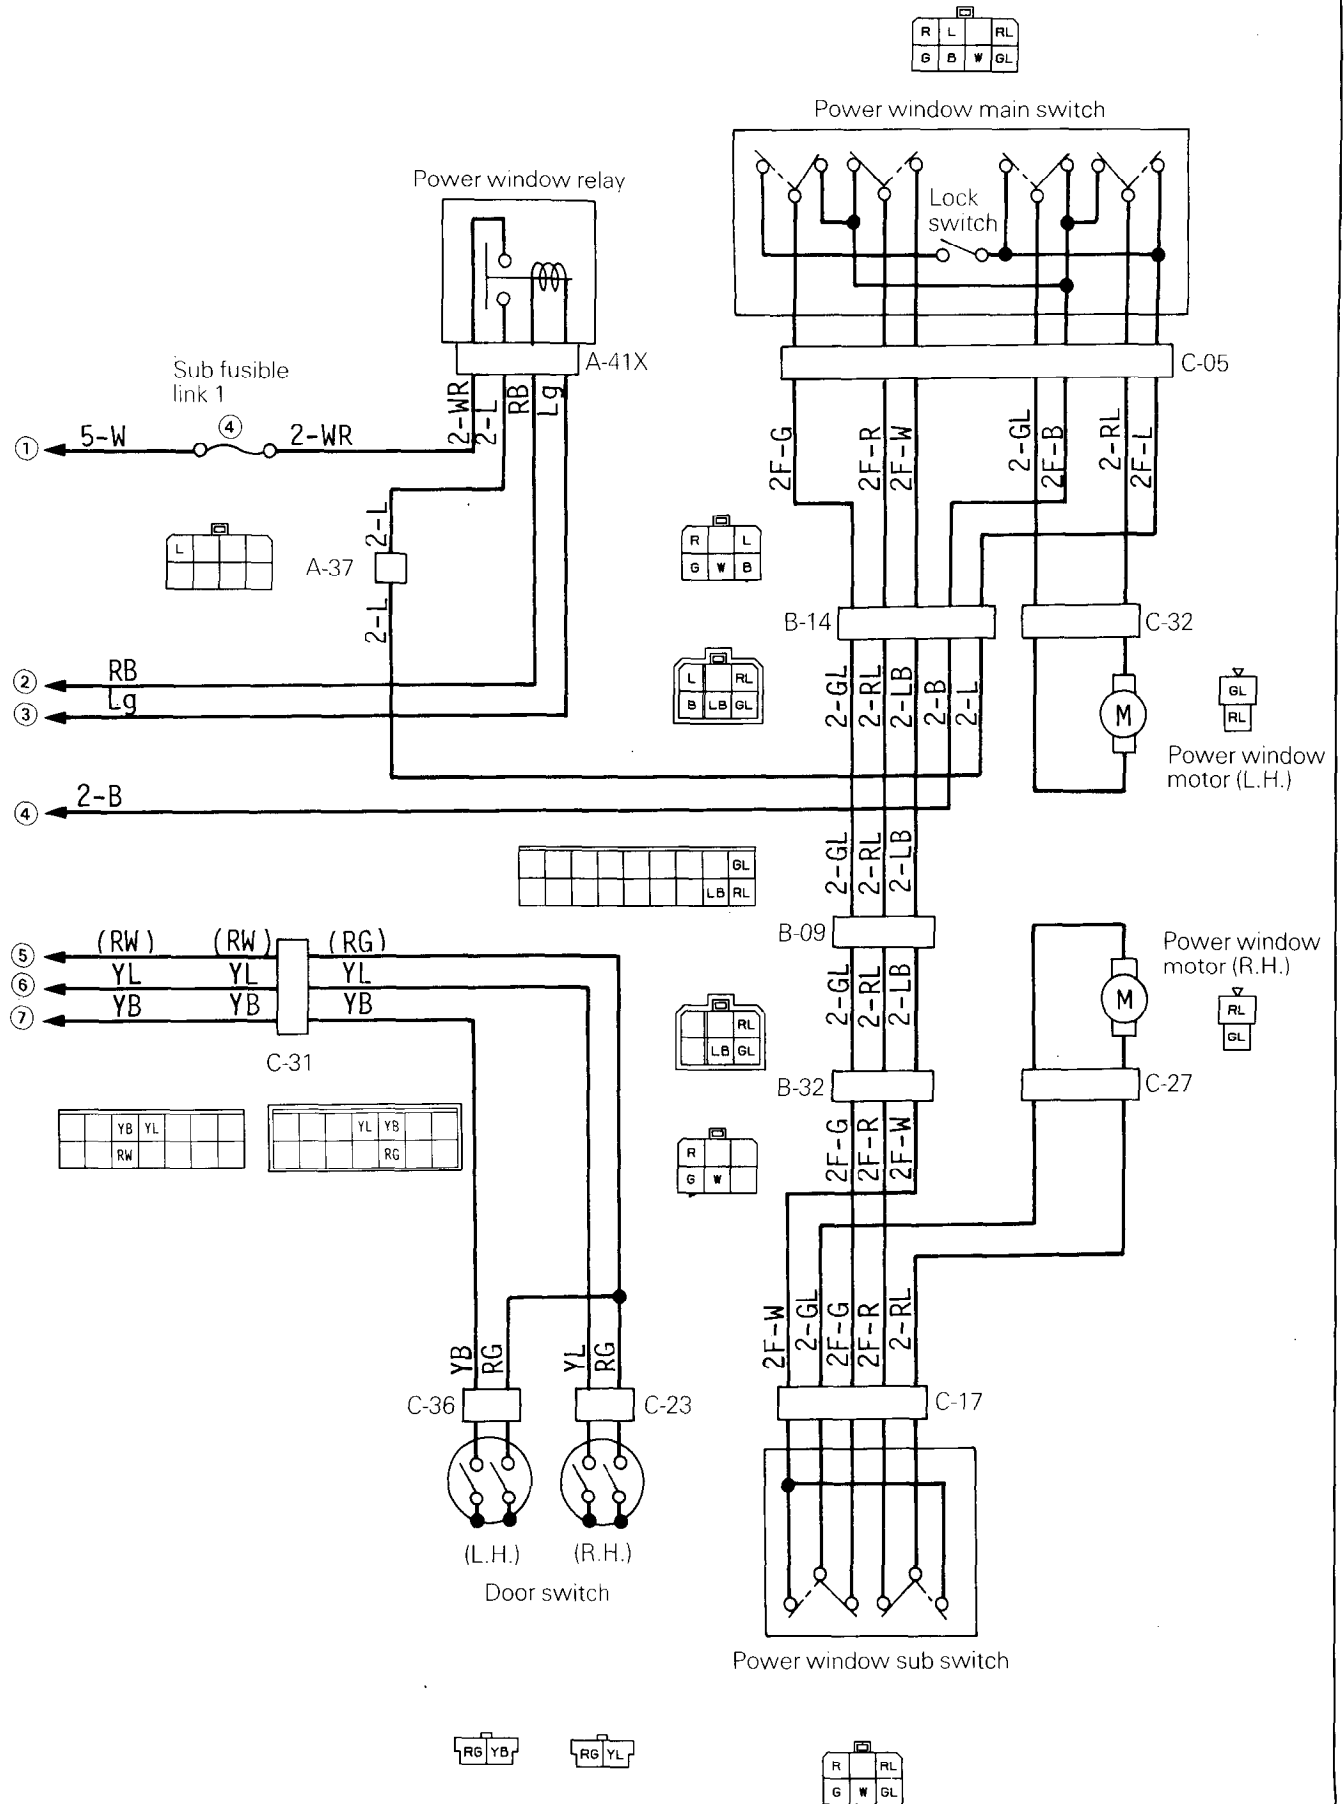 R L RL
G B W GL
Power window main switch
Power window relay
Lock
switch
A-41X
C-05
Sub fusible
link 1
④
① 5-W 2-WR
2-WR 2-L RB Lg
2F-G 2F-R 2F-W 2-GL 2F-B 2-RL 2F-L
L
2-L
A-37
2-L
R L
G W B
B-14
C-32
L RL
B LB GL
② RB
③ Lg
2-GL 2-RL 2-LB 2-B 2-L
M
GL
RL
Power window
motor (L.H.)
④ 2-B
2-GL 2-RL 2-LB
GL
LB RL
B-09
⑤ (RW) (RW) (RG)
⑥ YL YL YL
⑦ YB YB YB
C-31
2-GL 2-RL 2-LB
Power window
motor (R.H.)
M
RL
GL
RL
LB GL
B-32
C-27
YB YL
RW
YL YB
RG
2F-G 2F-R 2F-W
R
G W
2F-W 2-GL 2F-G 2F-R 2-RL
YB RG YL RG
C-36
C-23
C-17
(L.H.) (R.H.)
Door switch
Power window sub switch
RG YB
RG YL
R RL
G W GL